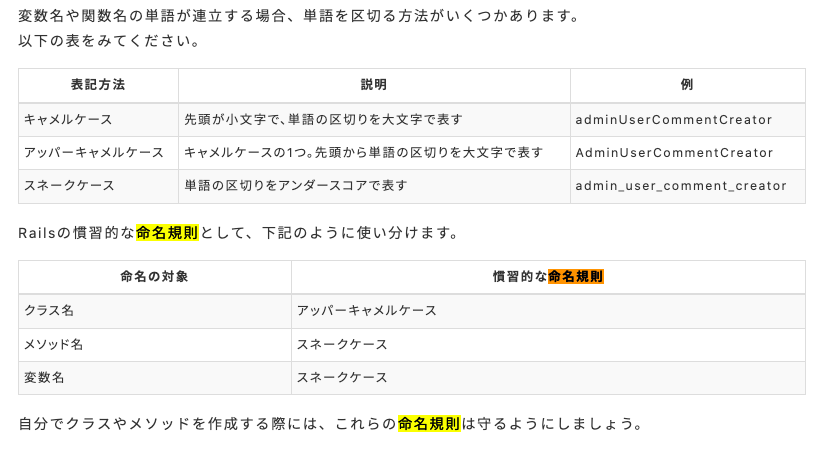 変数名や関数名の単語が連立する場合、単語を区切る方法がいくつかあります。
以下の表をみてください。
表記方法 説明 例
キャメルケース 先頭が小文字で、単語の区切りを大文字で表す adminUserCommentCreator
アッパーキャメルケース キャメルケースの1つ。先頭から単語の区切りを大文字で表す AdminUserCommentCreator
スネークケース 単語の区切りをアンダースコアで表す admin_user_comment_creator
Railsの慣習的な命名規則として、下記のように使い分けます。
命名の対象 慣習的な命名規則
クラス名 アッパーキャメルケース
メソッド名 スネークケース
変数名 スネークケース
自分でクラスやメソッドを作成する際には、これらの命名規則は守るようにしましょう。